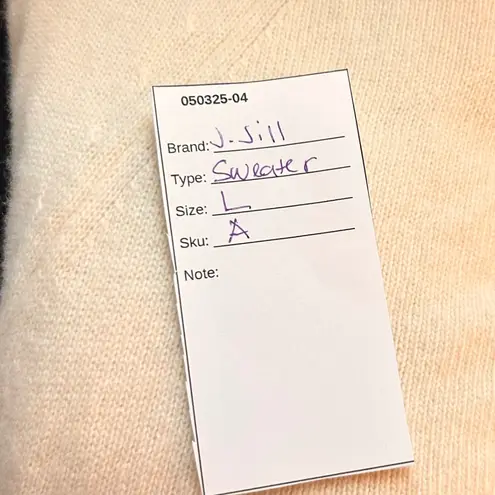 050325-04
Brand: J.Jill
Type: Sweater
Size: L
Sku: A
Note: